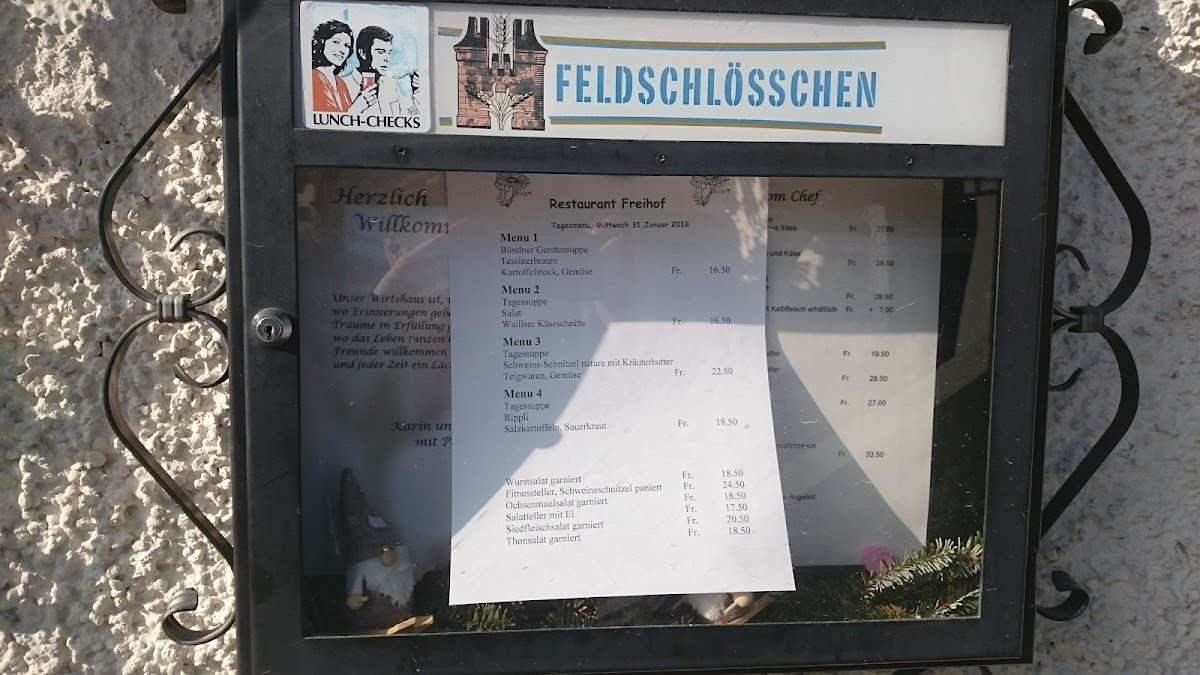 LUNCH-CHECKS
FELDSCHLÖSSCHEN
Herzlich
Unser Wirtshaus ist,
wo Erinnerungen
Träume in Erfüllung
wo das Leben tanzen
Freunde willkommen
und jeder Zeit ein
Karin
mit
Restaurant Freihof
Tagesmenu, Mittwoch 31.Januar 2018
Menu 1
Bündner Gerstensuppe
Tessinerbraten
Kartoffelstock, Gemüse Fr. 16.50
Menu 2
Tagessuppe
Salat
Walliser Käseschnitte Fr. 16.50
Menu 3
Tagessuppe
Schweins-Schnitzel nature mit Kräuterbutter
Teigwaren, Gemüse Fr. 22.50
Menu 4
Tagessuppe
Rippli
Salzkartoffeln, Sauerkraut Fr. 18.50
Wurstsalat garniert Fr. 18.50
Fitnessteller, Schweinsschnitzel paniert Fr. 24.50
Ochsenmaulsalat garniert Fr. 18.50
Salatteller mit Ei Fr. 17.50
Siedfleischsalat garniert Fr. 20.50
Thonsalat garniert Fr. 18.50
Chef
frites Fr. 27.50
und Käse
Fr. 28.50
Fr. 28.50
Kalbfleisch erhältlich Fr. + 7.00
Fr. 19.50
Fr. 28.50
Fr. 27.00
Fr. 33.50
Angebot